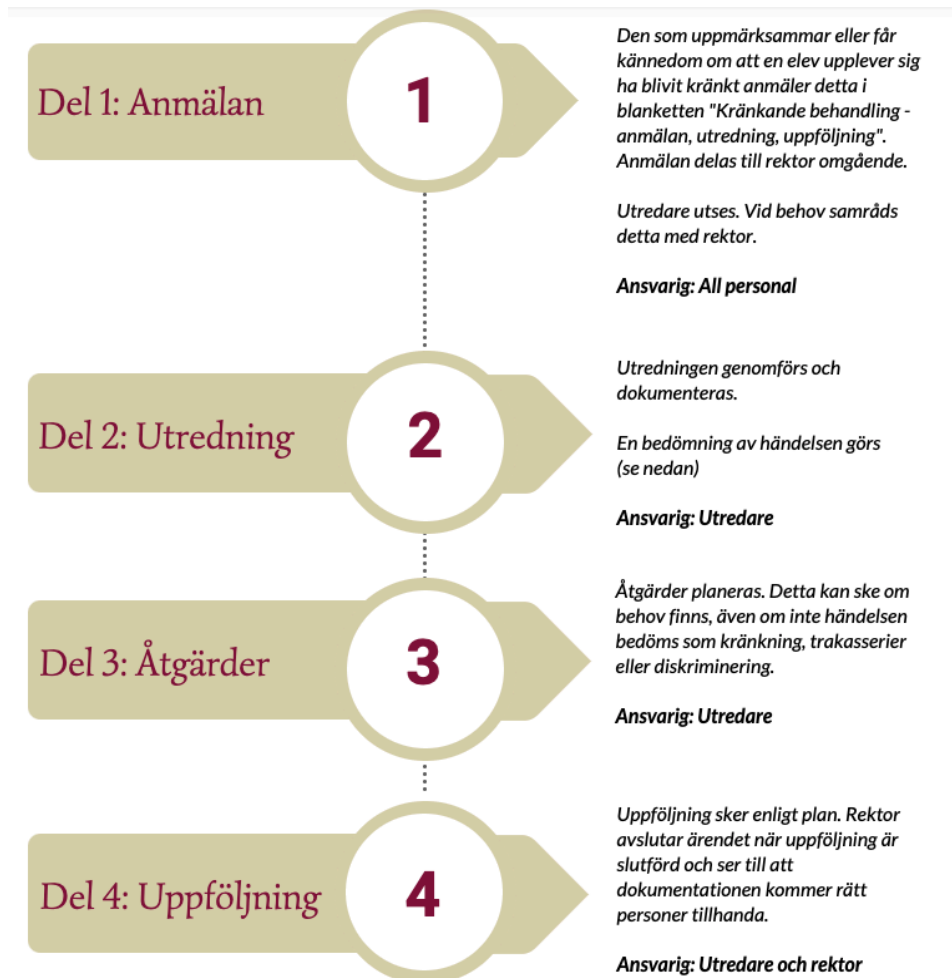 Del 1: Anmälan
1
Den som uppmärksammar eller får
kännedom om att en elev upplever sig
ha blivit kränkt anmäler detta i
blanketten "Kränkande behandling -
anmälan, utredning, uppföljning".
Anmälan delas till rektor omgående.
Utredare utses. Vid behov samråds
detta med rektor.
Ansvarig: All personal
Del 2: Utredning
2
Utredningen genomförs och
dokumenteras.
En bedömning av händelsen görs
(se nedan)
Ansvarig: Utredare
Del 3: Åtgärder
3
Åtgärder planeras. Detta kan ske om
behov finns, även om inte händelsen
bedöms som kränkning, trakasserier
eller diskriminering.
Ansvarig: Utredare
Del 4: Uppföljning
4
Uppföljning sker enligt plan. Rektor
avslutar ärendet när uppföljning är
slutförd och ser till att
dokumentationen kommer rätt
personer tillhanda.
Ansvarig: Utredare och rektor